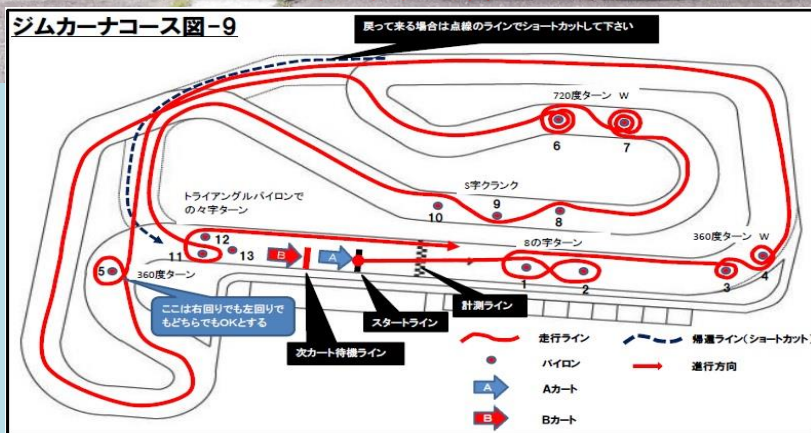 ジムカーナコース図-9
戻って来る場合は点線のラインでショートカットして下さい
720度ターン W
6
7
S字クランク
9
10
8
トライアングルパイロンで
の々字ターン
12
11
13
B
A
8の字ターン
360度ターン W
1
2
3
4
5
360度ターン
ここは右回りでも左回りで
もどちらでもOKとする
計測ライン
スタートライン
次カート待機ライン
走行ライン
帰還ライン(ショートカット)
パイロン
進行方向
A
Aカート
B
Bカート